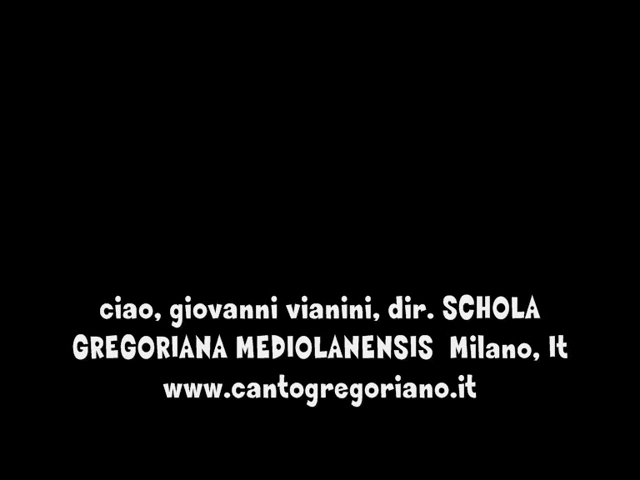 ciao, giovanni vianini, dir. SCHOLA
GREGORIANA MEDIOLANENSIS Milano, It
www.cantogregoriano.it